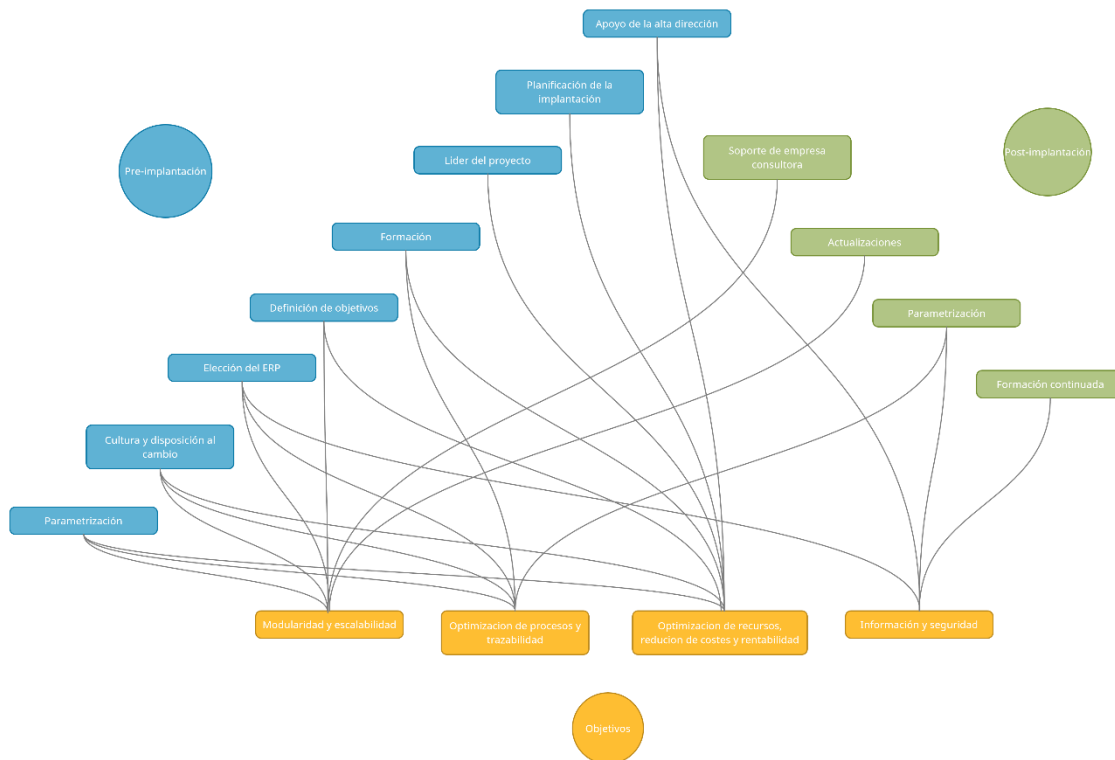 Apoyo de la alta dirección
Planificación de la
implantación
Lider del proyecto
Soporte de empresa
consultora
Pre-implantación
Post-implantación
Formación
Actualizaciones
Definición de objetivos
Parametrización
Elección del ERP
Formación continuada
Cultura y disposición al
cambio
Parametrización
Modularidad y escalabilidad
Optimizacion de procesos y
trazabilidad
Optimizacion de recursos,
reducion de costes y rentabilidad
Información y seguridad
Objetivos